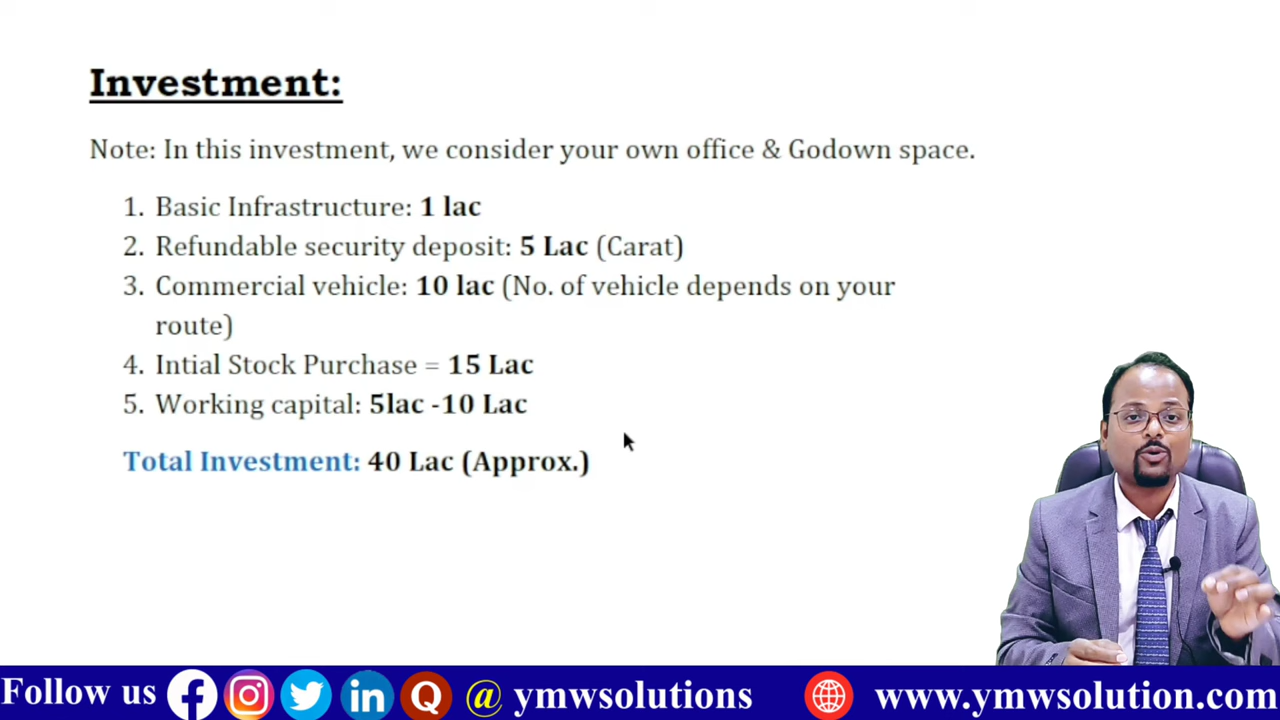 Investment:
Note: In this investment, we consider your own office & Godown space.
1. Basic Infrastructure: 1 lac
2. Refundable security deposit: 5 Lac (Carat)
3. Commercial vehicle: 10 lac (No. of vehicle depends on your
route)
4. Intial Stock Purchase = 15 Lac
5. Working capital: 5lac -10 Lac
Total Investment: 40 Lac (Approx.)
Follow us @ ymwsolutions www.ymwsolution.com